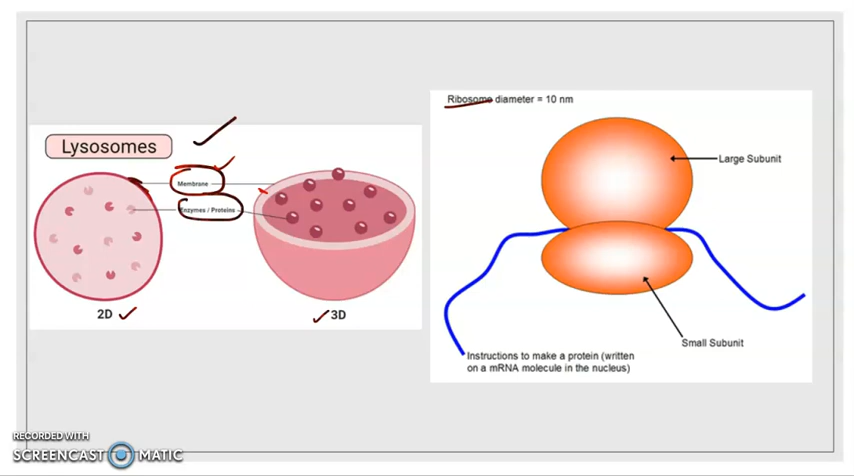 Lysosomes
Membrane
Enzymes / Proteins
2D
3D
Ribosome diameter = 10 nm
Large Subunit
Small Subunit
Instructions to make a protein (written
on a mRNA molecule in the nucleus)
RECORDED WITH
SCREENCAST MATIC